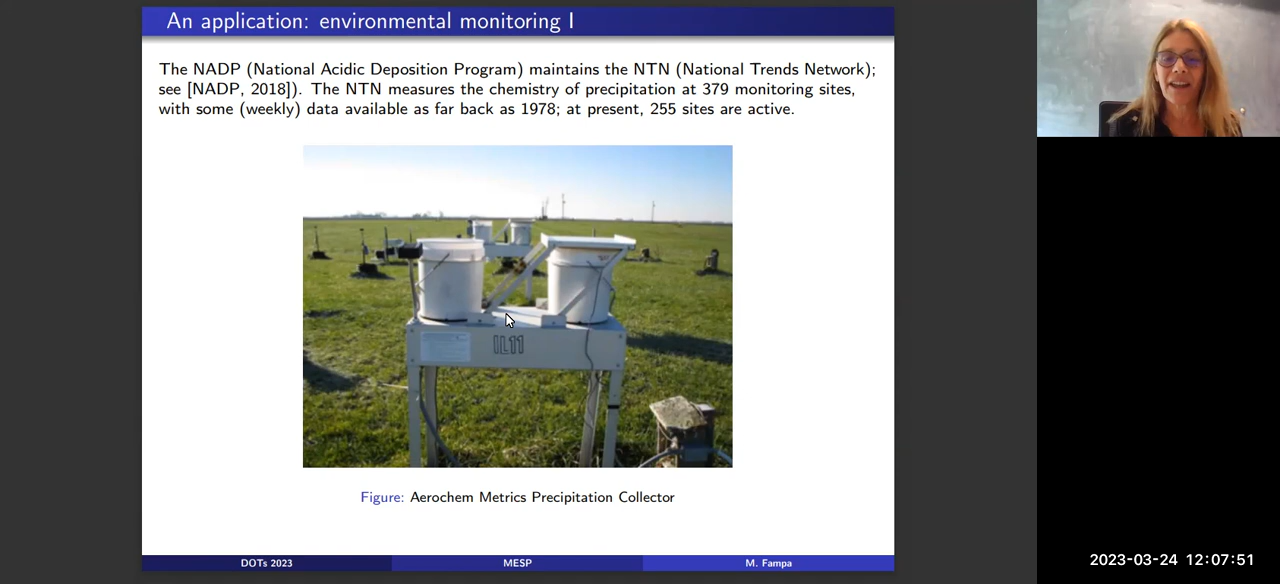 An application: environmental monitoring I
The NADP (National Acidic Deposition Program) maintains the NTN (National Trends Network);
see [NADP, 2018]). The NTN measures the chemistry of precipitation at 379 monitoring sites,
with some (weekly) data available as far back as 1978; at present, 255 sites are active.
IL11
Figure: Aerochem Metrics Precipitation Collector
DOTs 2023 MESP M. Fampa
2023-03-24 12:07:51